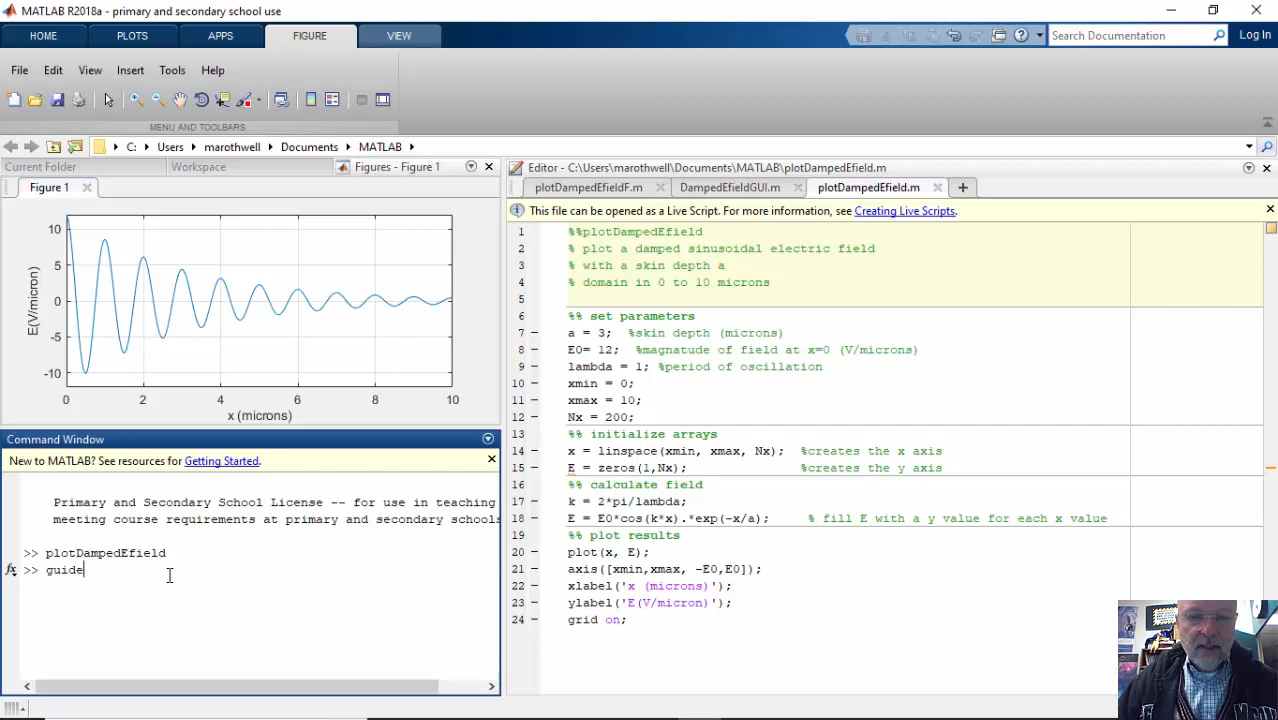 MATLAB R2018a - primary and secondary school use
HOME PLOTS APPS FIGURE VIEW
Search Documentation Log In
File Edit View Insert Tools Help
MENU AND TOOLBARS
C: Users marothwell Documents MATLAB
Current Folder Workspace Figures - Figure 1
Figure 1
10
5
0
-5
-10
E(V/micron)
0 2 4 6 8 10
x (microns)
Command Window
New to MATLAB? See resources for Getting Started.
Primary and Secondary School License -- for use in teaching
meeting course requirements at primary and secondary schools
>> plotDampedEfield
fx >> guide
Editor - C:\Users\marothwell\Documents\MATLAB\plotDampedEfield.m
plotDampedEfieldF.m DampedEfieldGUI.m plotDampedEfield.m
This file can be opened as a Live Script. For more information, see Creating Live Scripts.
1 %%plotDampedEfield
2 % plot a damped sinusoidal electric field
3 % with a skin depth a
4 % domain in 0 to 10 microns
5
6 %% set parameters
7 – a = 3; %skin depth (microns)
8 – E0= 12; %magnatude of field at x=0 (V/microns)
9 – lambda = 1; %period of oscillation
10 – xmin = 0;
11 – xmax = 10;
12 – Nx = 200;
13 %% initialize arrays
14 – x = linspace(xmin, xmax, Nx); %creates the x axis
15 – E = zeros(1,Nx); %creates the y axis
16 %% calculate field
17 – k = 2*pi/lambda;
18 – E = E0*cos(k*x).*exp(-x/a); % fill E with a y value for each x value
19 %% plot results
20 – plot(x, E);
21 – axis([xmin,xmax, -E0,E0]);
22 – xlabel('x (microns)');
23 – ylabel('E(V/micron)');
24 – grid on;